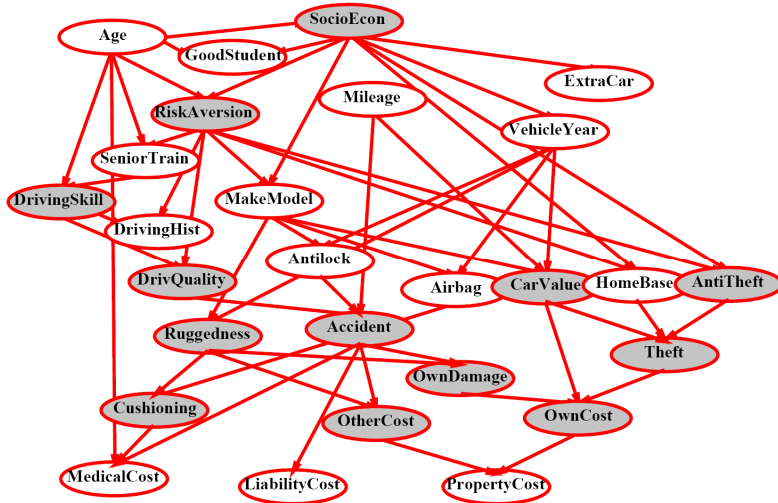 SocioEcon
Age
GoodStudent
ExtraCar
Mileage
RiskAversion
VehicleYear
SeniorTrain
DrivingSkill
MakeModel
DrivingHist
Antilock
DrivQuality
Airbag
CarValue
HomeBase
AntiTheft
Ruggedness
Accident
Theft
OwnDamage
Cushioning
OtherCost
OwnCost
MedicalCost
LiabilityCost
PropertyCost